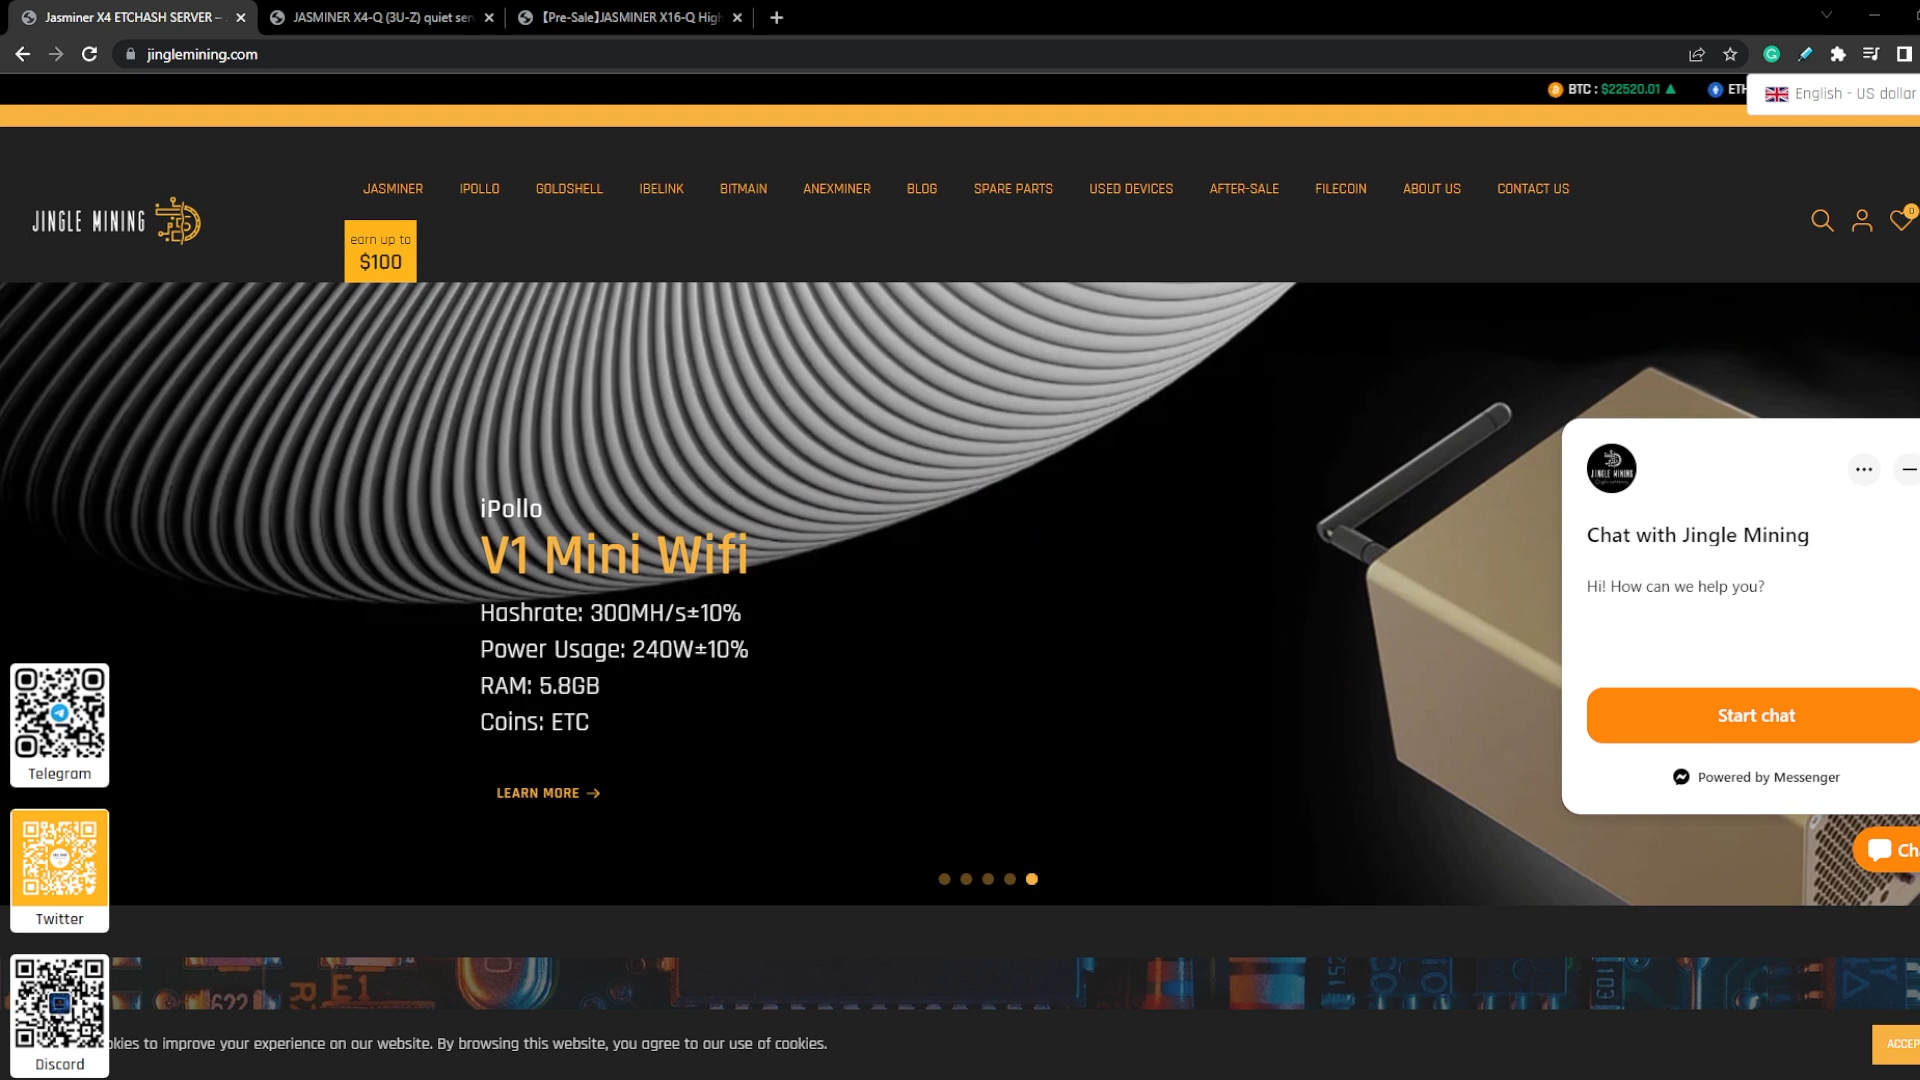 Jasminer X4 ETCHASH SERVER –
JASMINER X4-Q (3U-Z) quiet ser
【Pre-Sale】JASMINER X16-Q High
jinglemining.com
BTC : $22520.01 ▲
ETH
English - US dollar
JASMINER
IPOLLO
GOLDSHELL
IBELINK
BITMAIN
ANEXMINER
BLOG
SPARE PARTS
USED DEVICES
AFTER-SALE
FILECOIN
ABOUT US
CONTACT US
JINGLE MINING
earn up to
$100
0
iPollo
V1 Mini Wifi
Hashrate: 300MH/s±10%
Power Usage: 240W±10%
RAM: 5.8GB
Coins: ETC
LEARN MORE →
JINGLE MINING
Chat with Jingle Mining
Hi! How can we help you?
Start chat
Powered by Messenger
Cha
Telegram
Twitter
Discord
okies to improve your experience on our website. By browsing this website, you agree to our use of cookies.
ACCEP